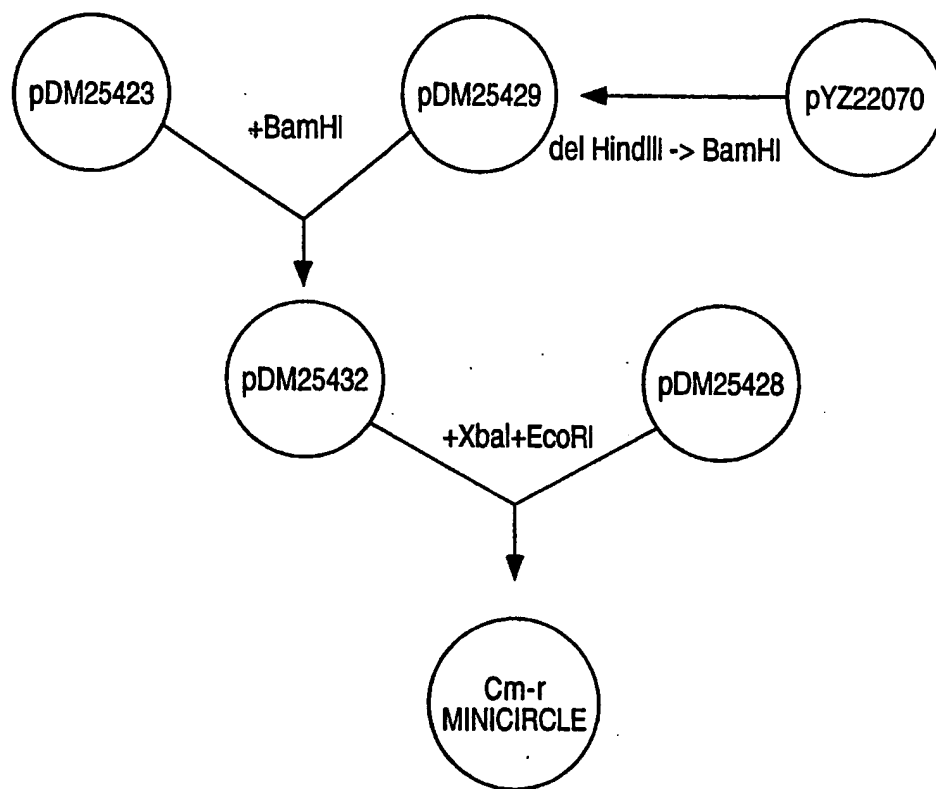 pDM25423
pDM25429
pYZ22070
+BamHI
del HindIII -> BamHI
pDM25432
pDM25428
+XbaI+EcoRI
Cm-r
MINICIRCLE